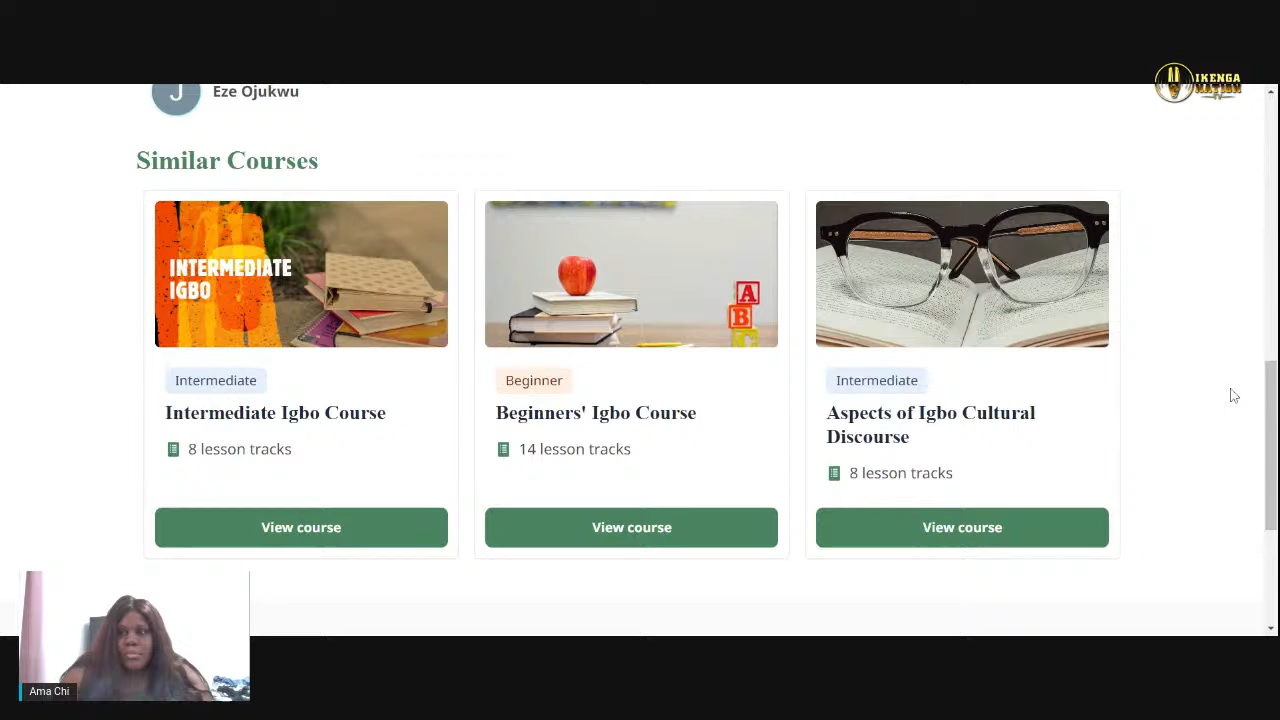 IKENGA
NATION
TV
J
Eze Ojukwu
Similar Courses
INTERMEDIATE
IGBO
Intermediate
Intermediate Igbo Course
8 lesson tracks
View course
A
B
C
Beginner
Beginners' Igbo Course
14 lesson tracks
View course
Intermediate
Aspects of Igbo Cultural
Discourse
8 lesson tracks
View course
Ama Chi